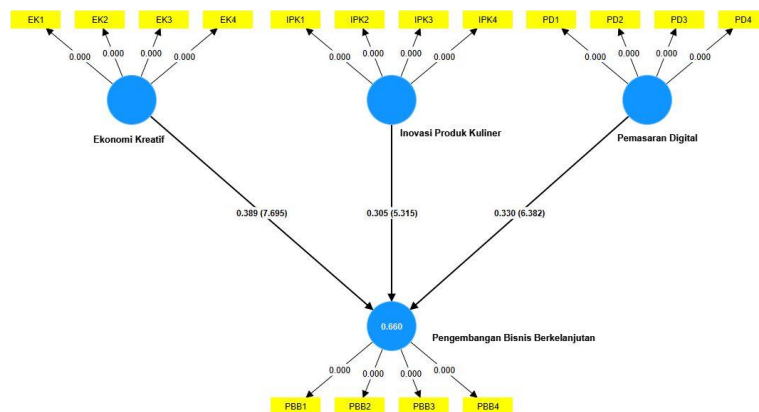 EK1 EK2 EK3 EK4 IPK1 IPK2 IPK3 IPK4 PD1 PD2 PD3 PD4
0.000 0.000 0.000 0.000 0.000 0.000 0.000 0.000 0.000 0.000 0.000 0.000
Ekonomi Kreatif Inovasi Produk Kuliner Pemasaran Digital
0.389 (7.695) 0.305 (5.315) 0.330 (6.382)
0.660
Pengembangan Bisnis Berkelanjutan
0.000 0.000 0.000 0.000
PBB1 PBB2 PBB3 PBB4